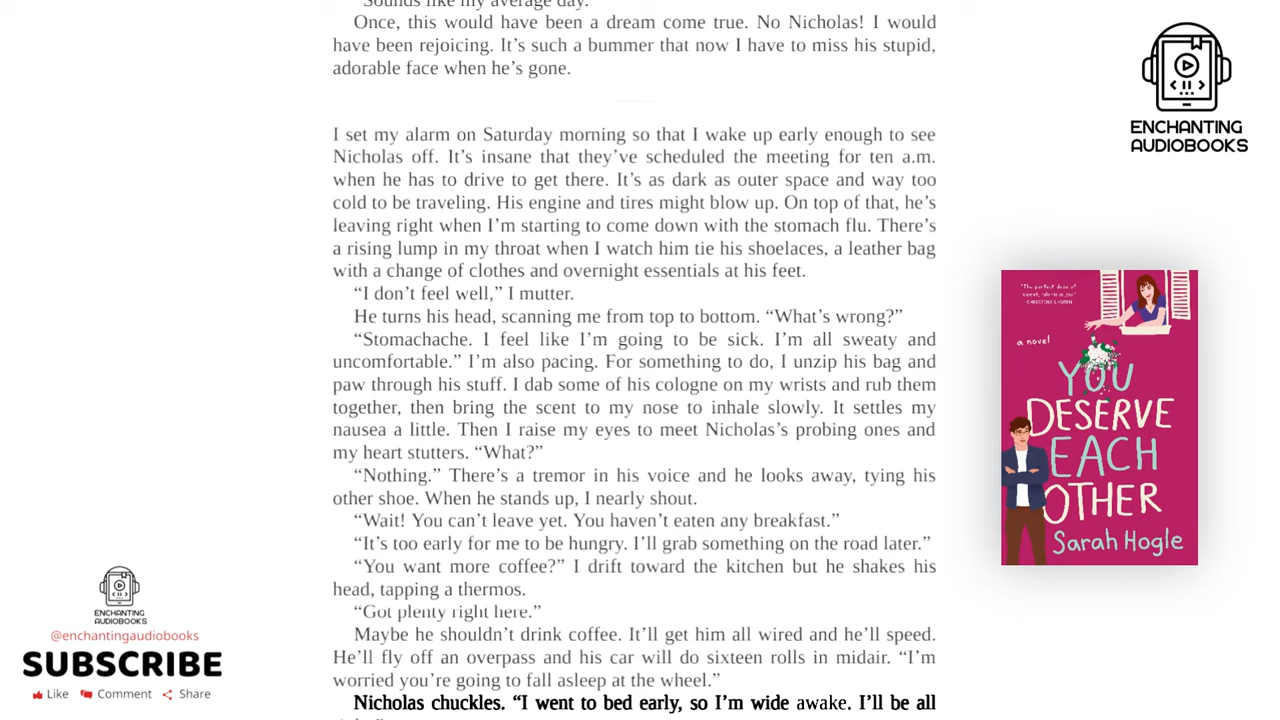 “Sounds like my average day.”
Once, this would have been a dream come true. No Nicholas! I would
have been rejoicing. It’s such a bummer that now I have to miss his stupid,
adorable face when he’s gone.
I set my alarm on Saturday morning so that I wake up early enough to see
Nicholas off. It’s insane that they’ve scheduled the meeting for ten a.m.
when he has to drive to get there. It’s as dark as outer space and way too
cold to be traveling. His engine and tires might blow up. On top of that, he’s
leaving right when I’m starting to come down with the stomach flu. There’s
a rising lump in my throat when I watch him tie his shoelaces, a leather bag
with a change of clothes and overnight essentials at his feet.
“I don’t feel well,” I mutter.
He turns his head, scanning me from top to bottom. “What’s wrong?”
“Stomachache. I feel like I’m going to be sick. I’m all sweaty and
uncomfortable.” I’m also pacing. For something to do, I unzip his bag and
paw through his stuff. I dab some of his cologne on my wrists and rub them
together, then bring the scent to my nose to inhale slowly. It settles my
nausea a little. Then I raise my eyes to meet Nicholas’s probing ones and
my heart stutters. “What?”
“Nothing.” There’s a tremor in his voice and he looks away, tying his
other shoe. When he stands up, I nearly shout.
“Wait! You can’t leave yet. You haven’t eaten any breakfast.”
“It’s too early for me to be hungry. I’ll grab something on the road later.”
“You want more coffee?” I drift toward the kitchen but he shakes his
head, tapping a thermos.
“Got plenty right here.”
Maybe he shouldn’t drink coffee. It’ll get him all wired and he’ll speed.
He’ll fly off an overpass and his car will do sixteen rolls in midair. “I’m
worried you’re going to fall asleep at the wheel.”
Nicholas chuckles. “I went to bed early, so I’m wide awake. I’ll be all
ENCHANTING
AUDIOBOOKS
a novel
YOU
DESERVE
EACH
OTHER
Sarah Hogle
ENCHANTING
AUDIOBOOKS
@enchantingaudiobooks
SUBSCRIBE
Like Comment Share